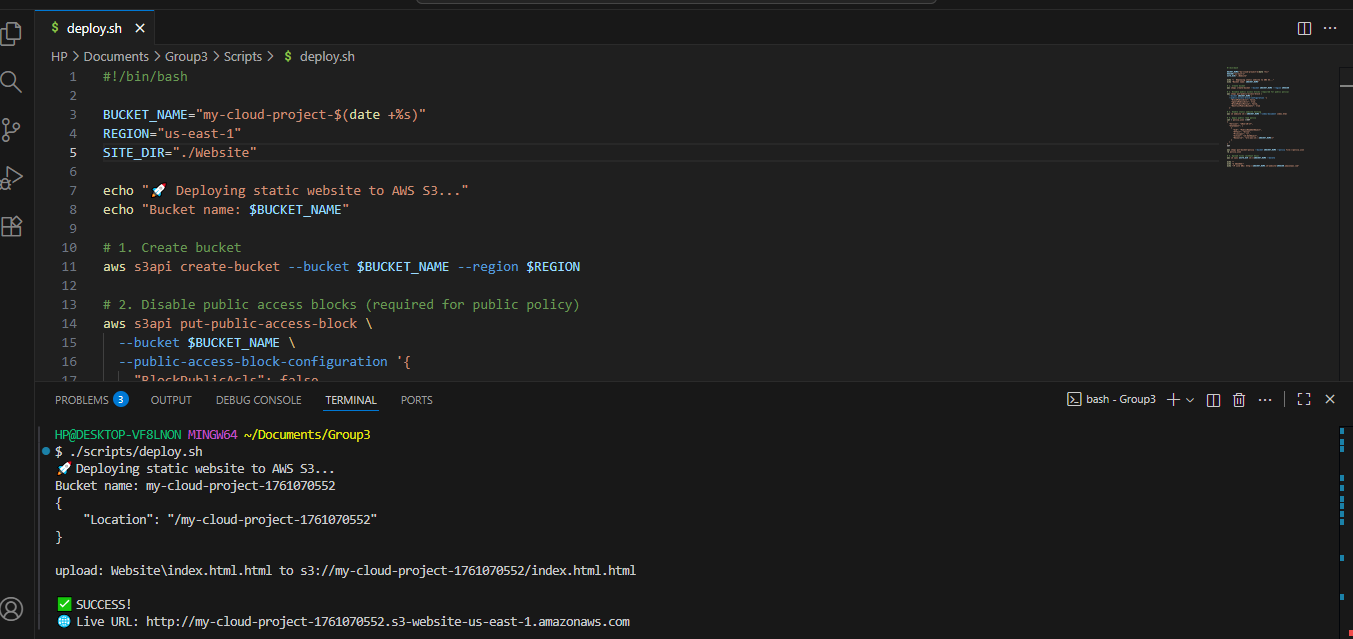 $ deploy.sh ×
HP > Documents > Group3 > Scripts > $ deploy.sh
1 #!/bin/bash
2
3 BUCKET_NAME="my-cloud-project-$(date +%s)"
4 REGION="us-east-1"
5 SITE_DIR="./Website"
6
7 echo "🚀 Deploying static website to AWS S3..."
8 echo "Bucket name: $BUCKET_NAME"
9
10 # 1. Create bucket
11 aws s3api create-bucket --bucket $BUCKET_NAME --region $REGION
12
13 # 2. Disable public access blocks (required for public policy)
14 aws s3api put-public-access-block \
15 --bucket $BUCKET_NAME \
16 --public-access-block-configuration '{
17 "BlockPublicAcls": false
PROBLEMS 3 OUTPUT DEBUG CONSOLE TERMINAL PORTS bash - Group3
HP@DESKTOP-VF8LNON MINGW64 ~/Documents/Group3
$ ./scripts/deploy.sh
🚀 Deploying static website to AWS S3...
Bucket name: my-cloud-project-1761070552
{
"Location": "/my-cloud-project-1761070552"
}
upload: Website\index.html.html to s3://my-cloud-project-1761070552/index.html.html
✅ SUCCESS!
🌐 Live URL: http://my-cloud-project-1761070552.s3-website-us-east-1.amazonaws.com